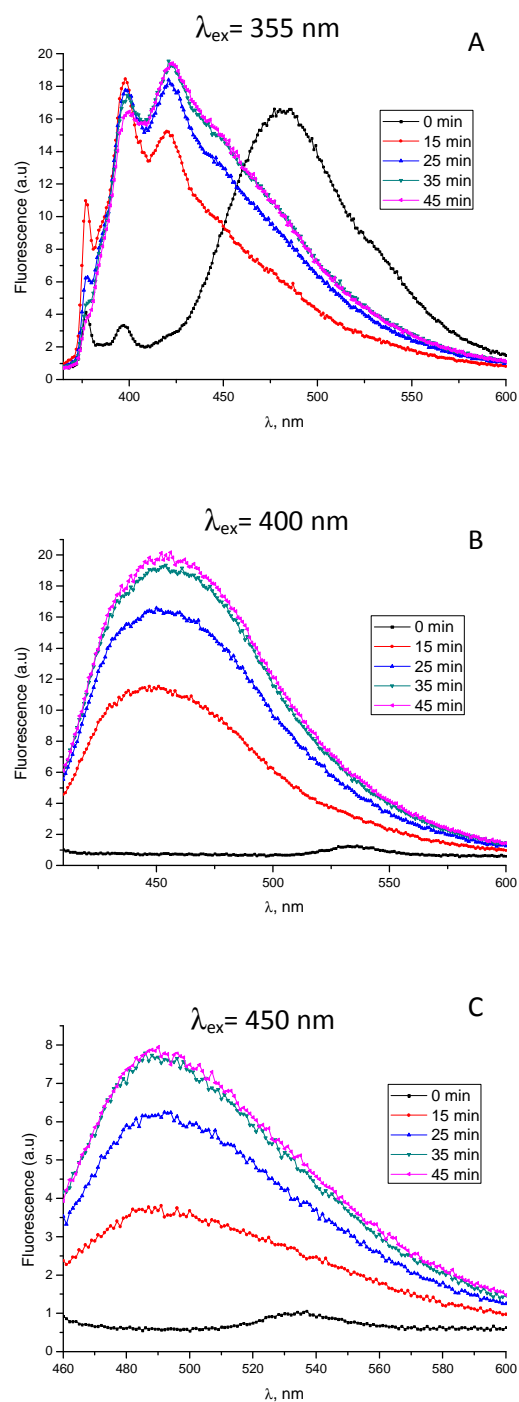 λex= 355 nm
A
20
18
16
14
12
10
8
6
4
2
0
Fluorescence (a.u)
0 min
15 min
25 min
35 min
45 min
400
450
500
550
600
λ, nm
λex= 400 nm
B
20
18
16
14
12
10
8
6
4
2
0
Fluorescence (a.u)
0 min
15 min
25 min
35 min
45 min
450
500
550
600
λ, nm
λex= 450 nm
C
8
7
6
5
4
3
2
1
0
Fluorescence (a.u)
0 min
15 min
25 min
35 min
45 min
460
480
500
520
540
560
580
600
λ, nm